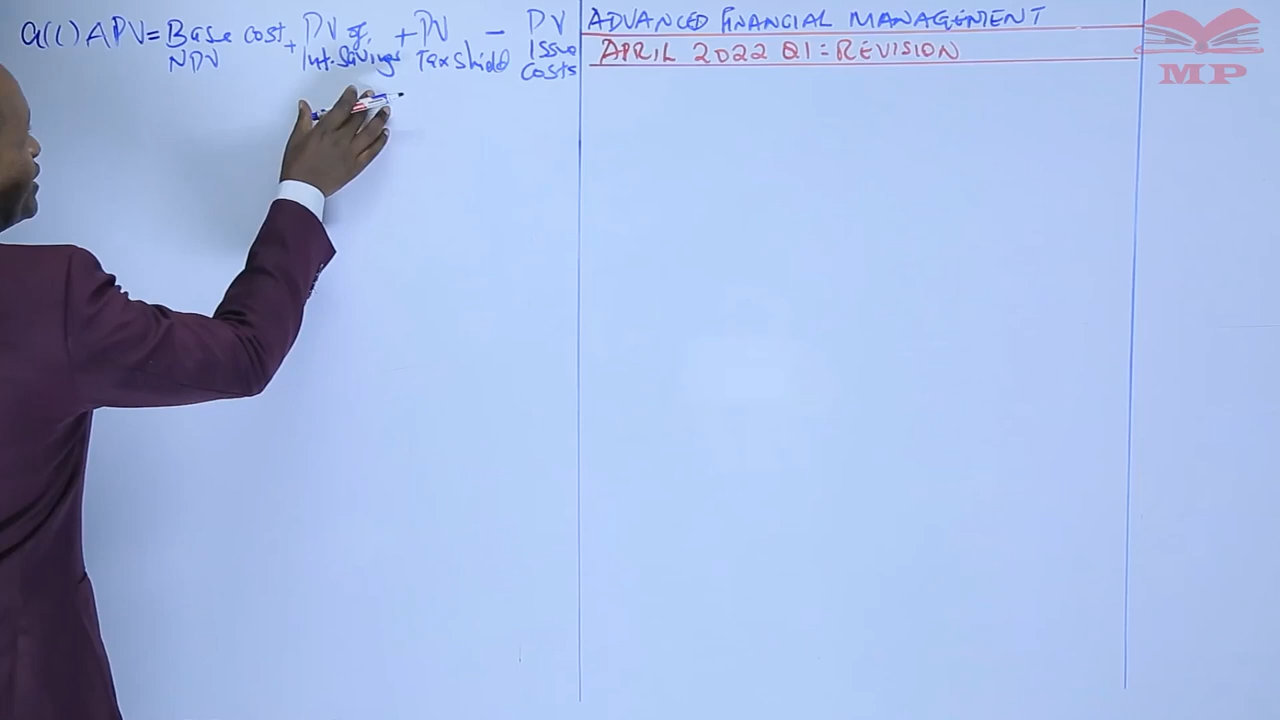 a(i) APV = Base cost + PV of + PV - PV
NPV Int. Savings Tax Shield Issue
Costs
ADVANCED FINANCIAL MANAGEMENT
APRIL 2022 Q1 = REVISION
MP